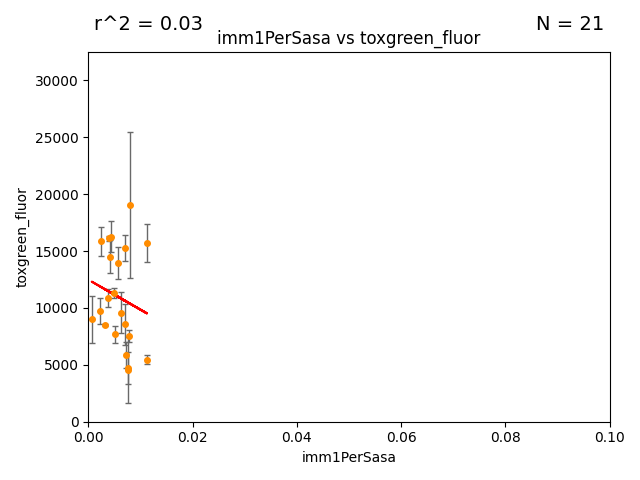 r^2 = 0.03
N = 21
imm1PerSasa vs toxgreen_fluor
30000
25000
20000
15000
10000
5000
0
toxgreen_fluor
0.00 0.02 0.04 0.06 0.08 0.10
imm1PerSasa